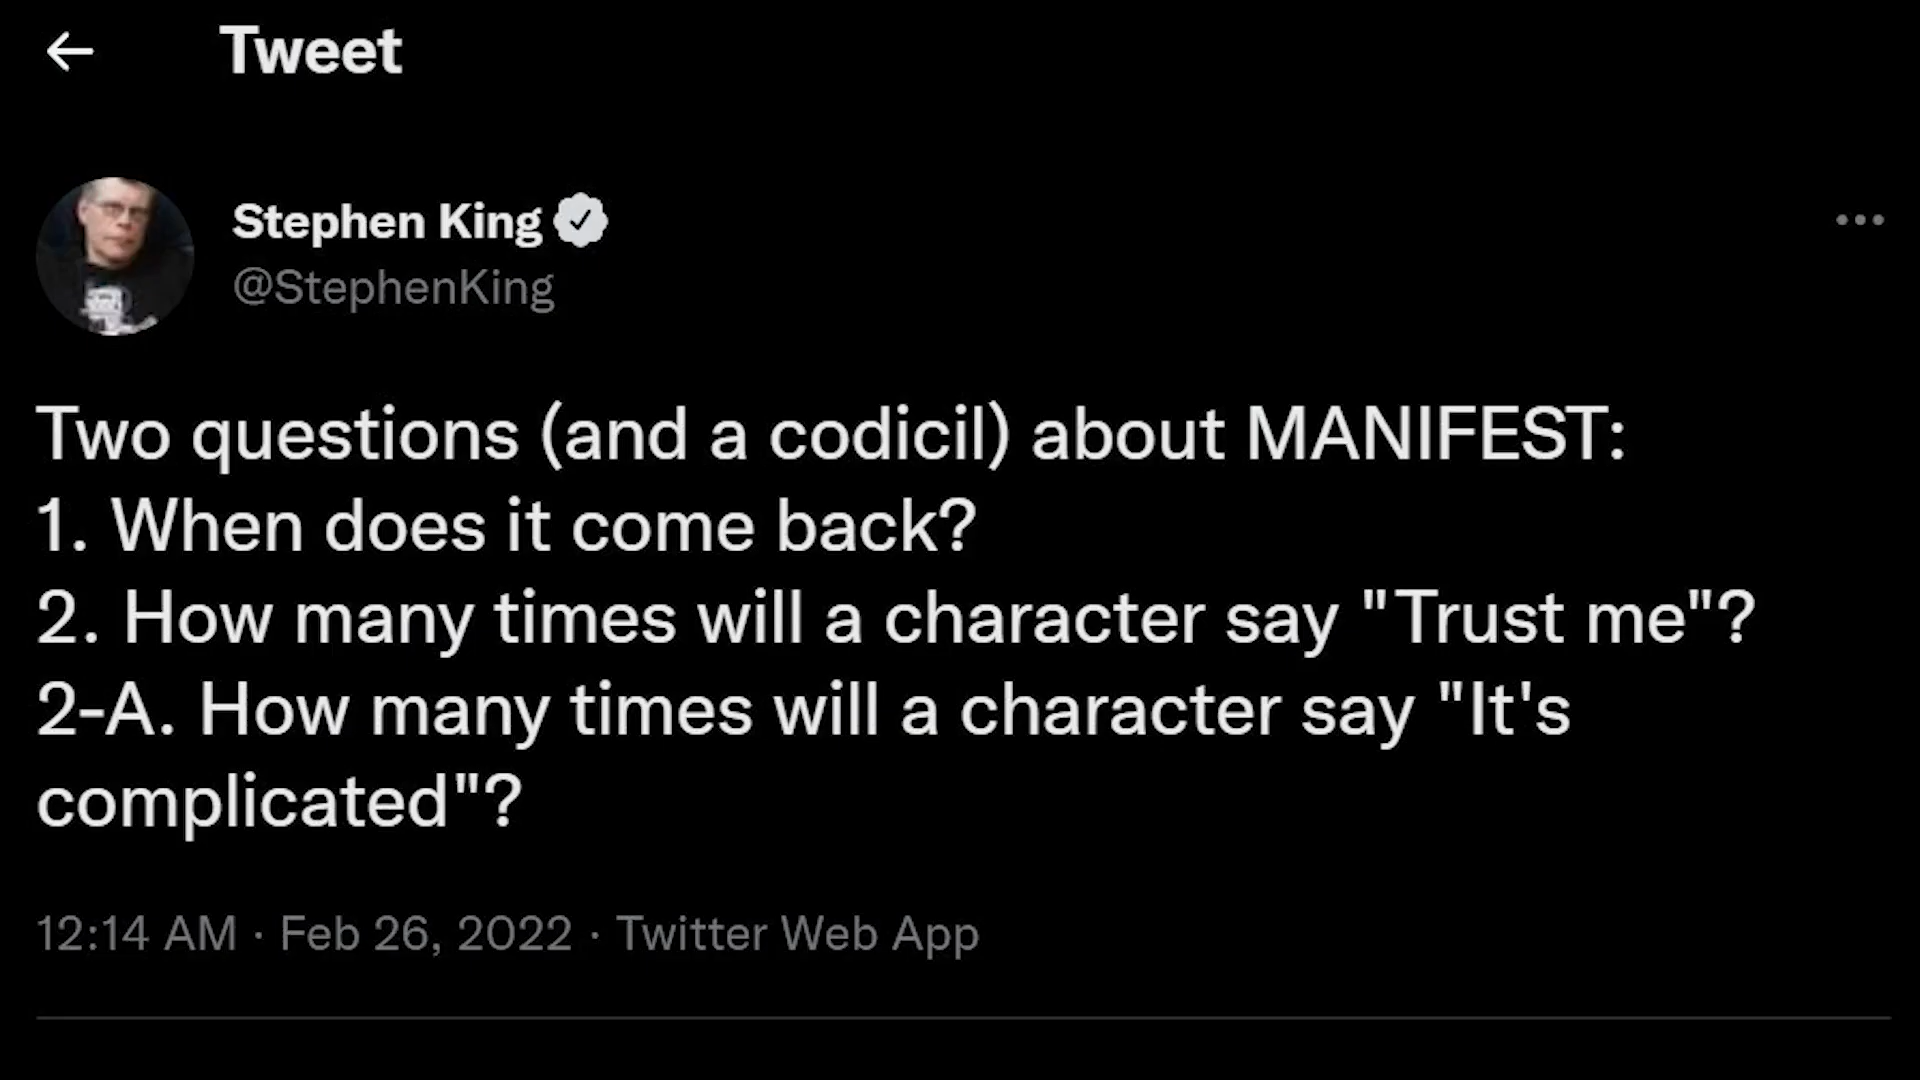 Tweet
Stephen King
@StephenKing
Two questions (and a codicil) about MANIFEST:
1. When does it come back?
2. How many times will a character say "Trust me"?
2-A. How many times will a character say "It's
complicated"?
12:14 AM · Feb 26, 2022 · Twitter Web App